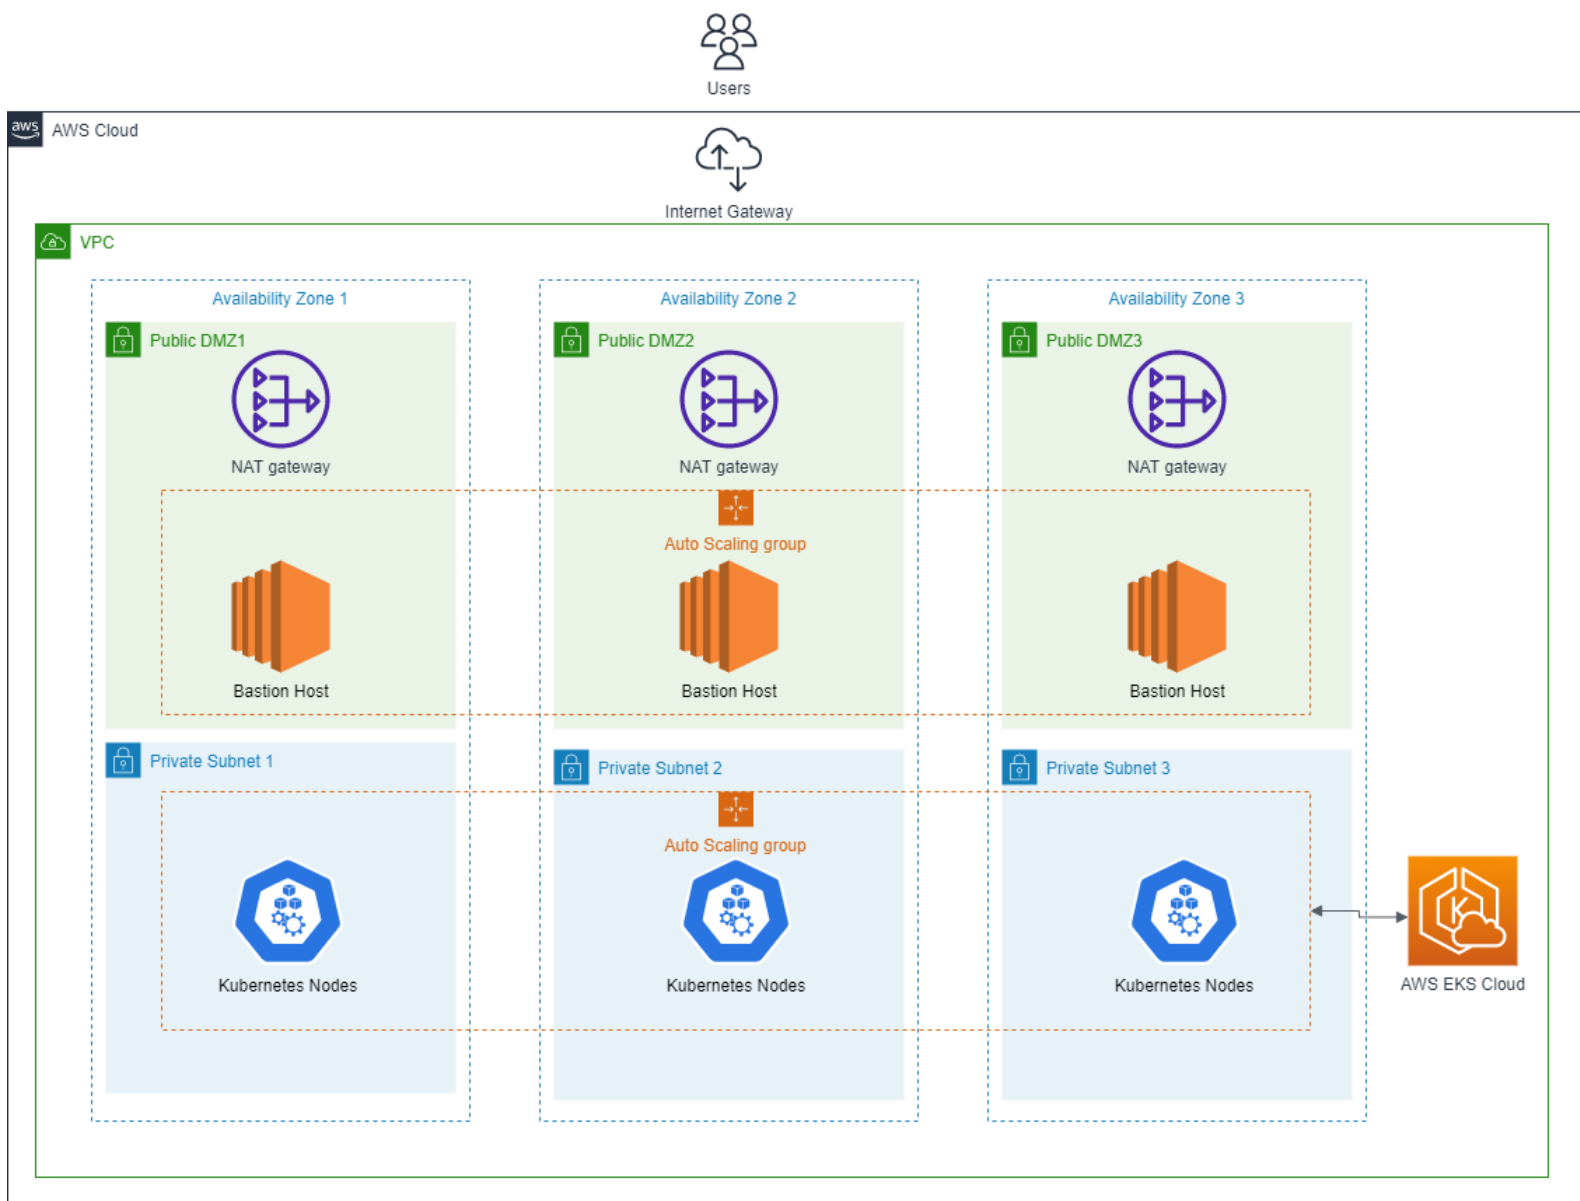 Users
aws
AWS Cloud
Internet Gateway
VPC
Availability Zone 1
Availability Zone 2
Availability Zone 3
Public DMZ1
Public DMZ2
Public DMZ3
NAT gateway
NAT gateway
NAT gateway
Auto Scaling group
Bastion Host
Bastion Host
Bastion Host
Private Subnet 1
Private Subnet 2
Private Subnet 3
Auto Scaling group
K
Kubernetes Nodes
Kubernetes Nodes
Kubernetes Nodes
AWS EKS Cloud